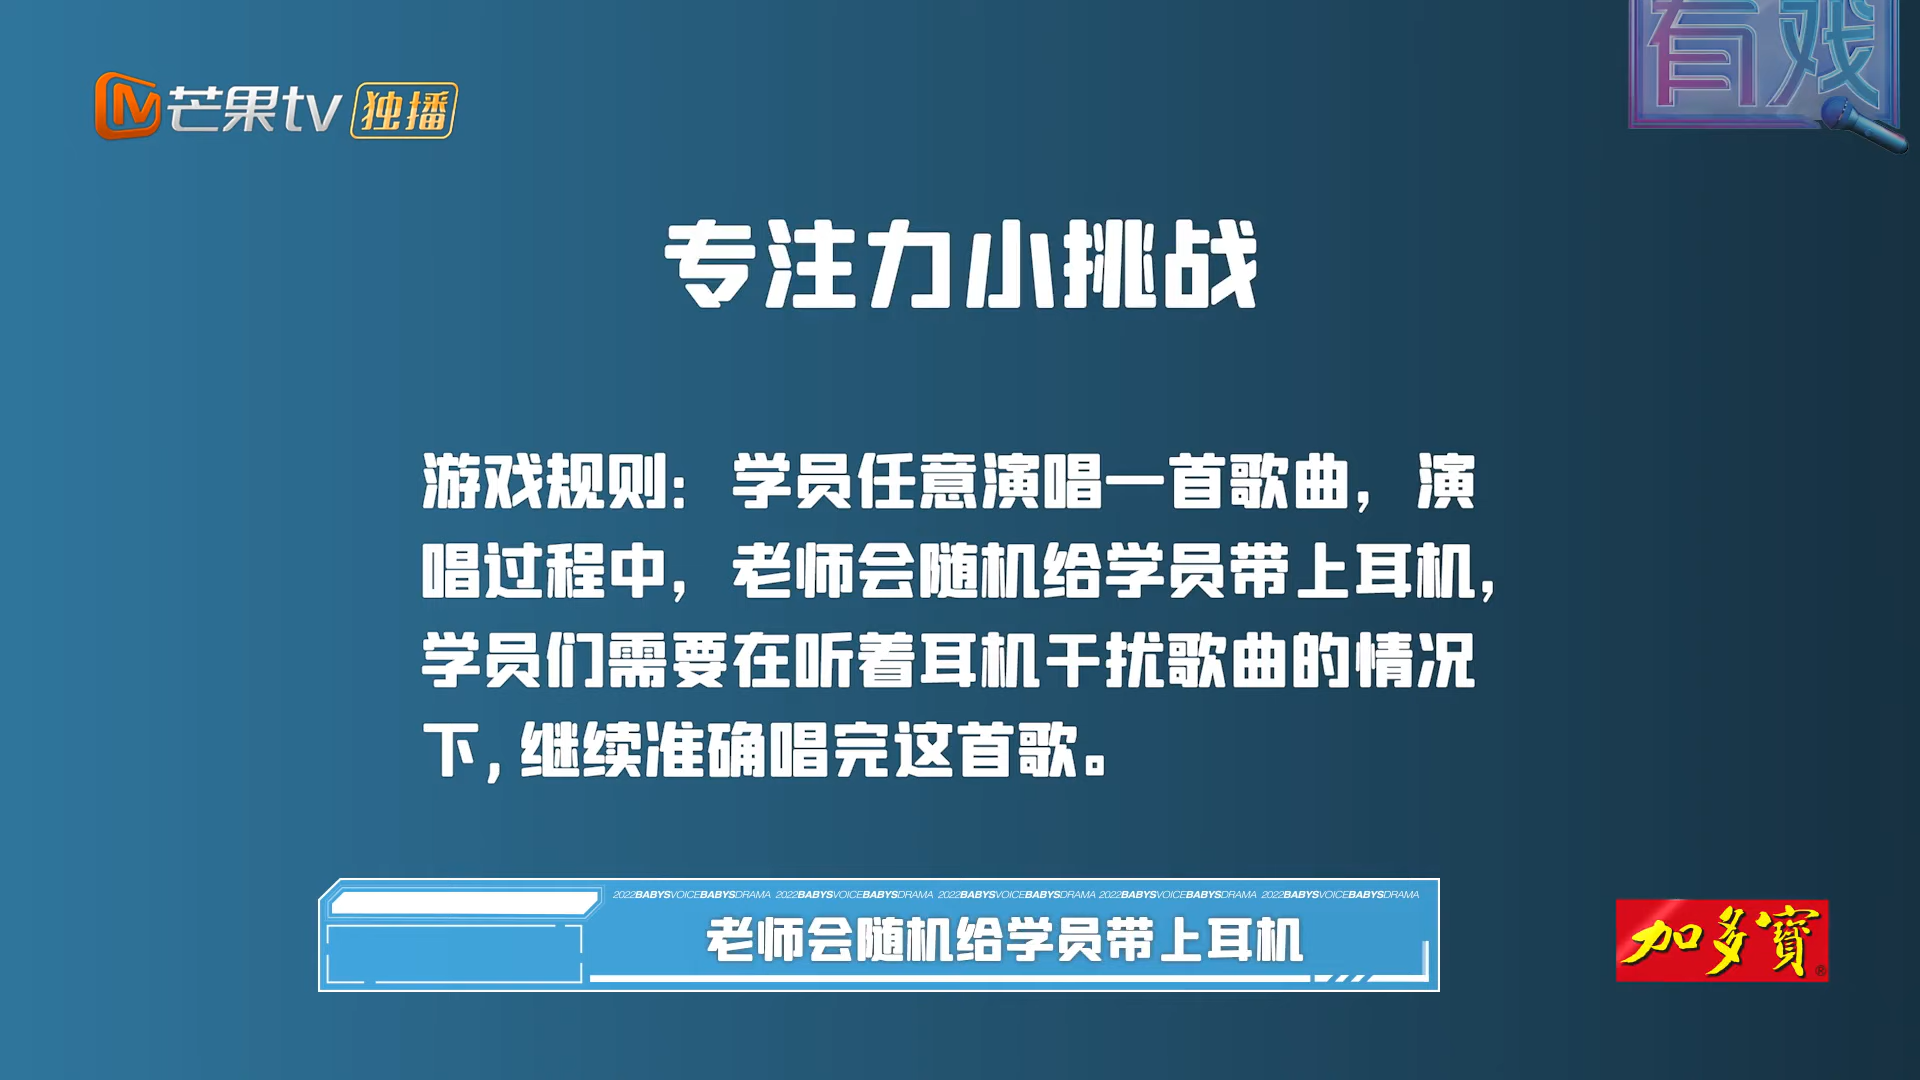 有戏
芒果tv 独播
专注力小挑战
游戏规则：学员任意演唱一首歌曲，演
唱过程中，老师会随机给学员带上耳机，
学员们需要在听着耳机干扰歌曲的情况
下，继续准确唱完这首歌。
2022BABYSVOICEBABYSDRAMA 2022BABYSVOICEBABYSDRAMA 2022BABYSVOICEBABYSDRAMA 2022BABYSVOICEBABYSDRAMA 2022BABYSVOICEBABYSDRAMA
老师会随机给学员带上耳机
加多寶®